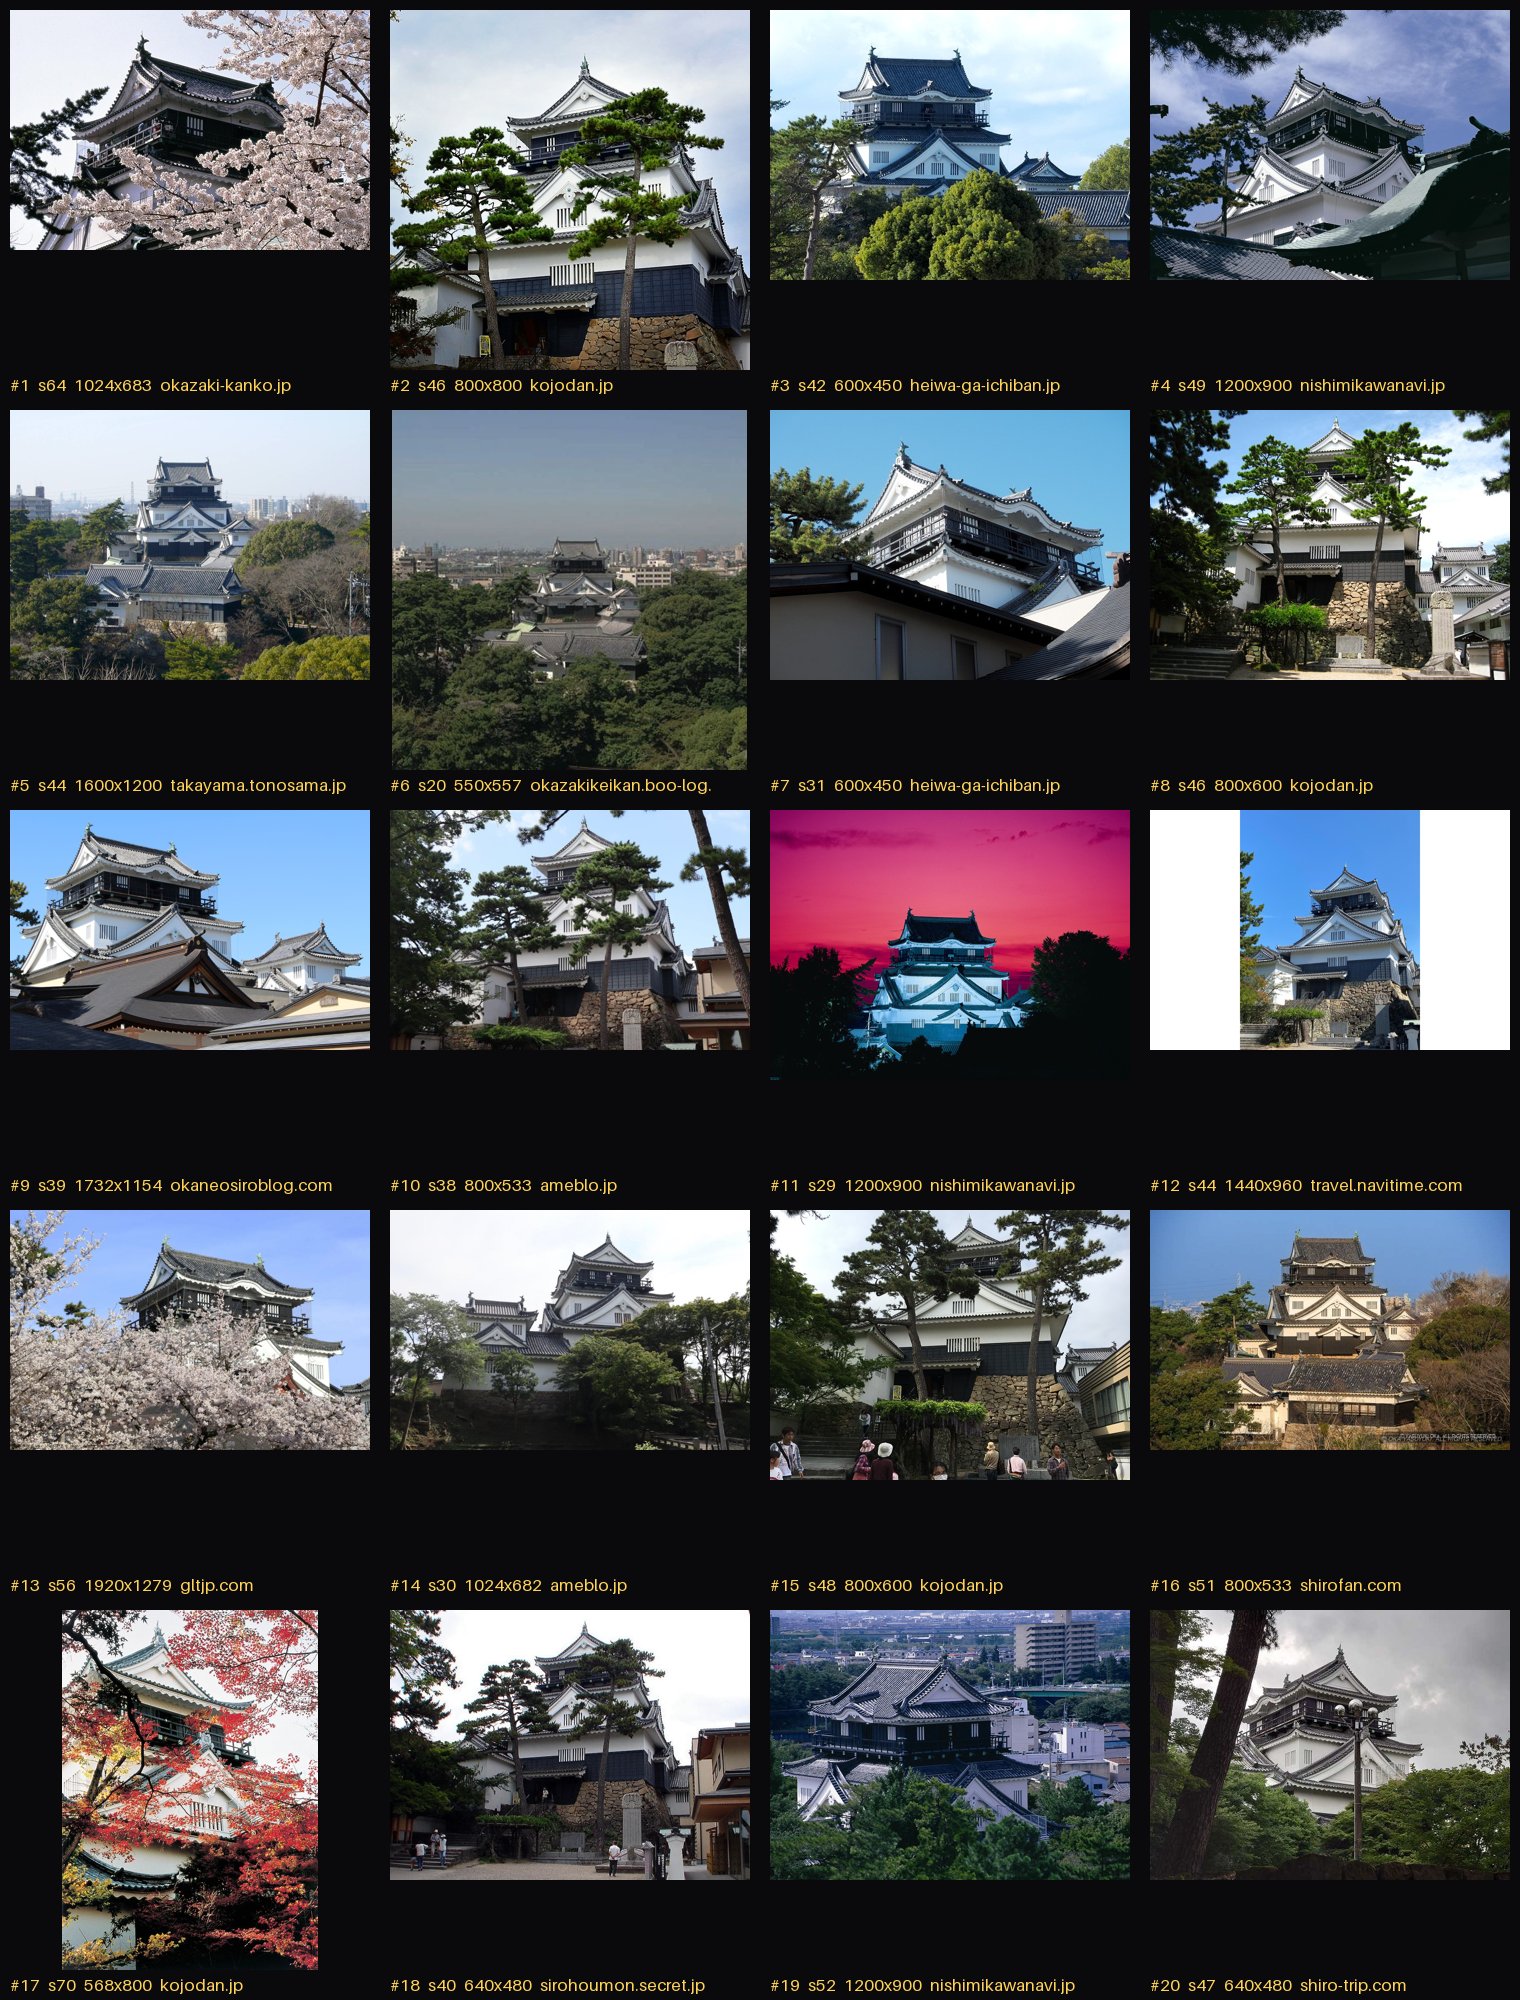 #1 s64 1024x683 okazaki-kanko.jp
#2 s46 800x800 kojodan.jp
#3 s42 600x450 heiwa-ga-ichiban.jp
#4 s49 1200x900 nishimikawanavi.jp
#5 s44 1600x1200 takayama.tonosama.jp
#6 s20 550x557 okazakikeikan.boo-log.
#7 s31 600x450 heiwa-ga-ichiban.jp
#8 s46 800x600 kojodan.jp
#9 s39 1732x1154 okaneosiroblog.com
#10 s38 800x533 ameblo.jp
#11 s29 1200x900 nishimikawanavi.jp
#12 s44 1440x960 travel.navitime.com
#13 s56 1920x1279 gltjp.com
#14 s30 1024x682 ameblo.jp
#15 s48 800x600 kojodan.jp
#16 s51 800x533 shirofan.com
#17 s70 568x800 kojodan.jp
#18 s40 640x480 sirohoumon.secret.jp
#19 s52 1200x900 nishimikawanavi.jp
#20 s47 640x480 shiro-trip.com